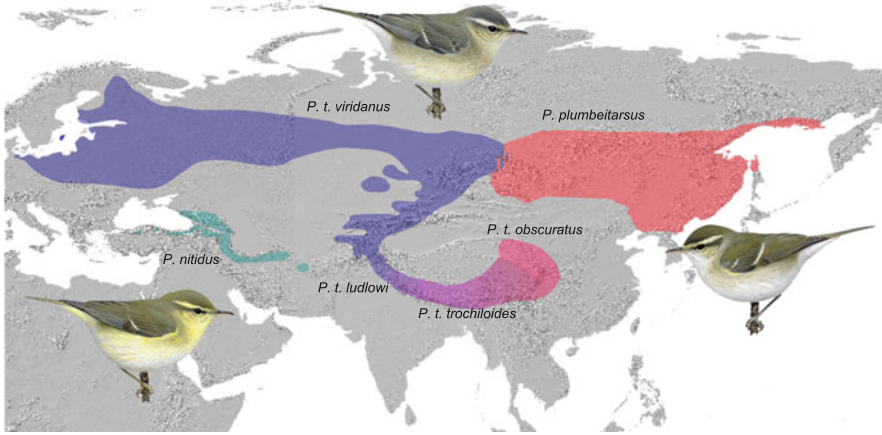 P. t. viridanus
P. plumbeitarsus
P. t. obscuratus
P. nitidus
P. t. ludlowi
P. t. trochiloides